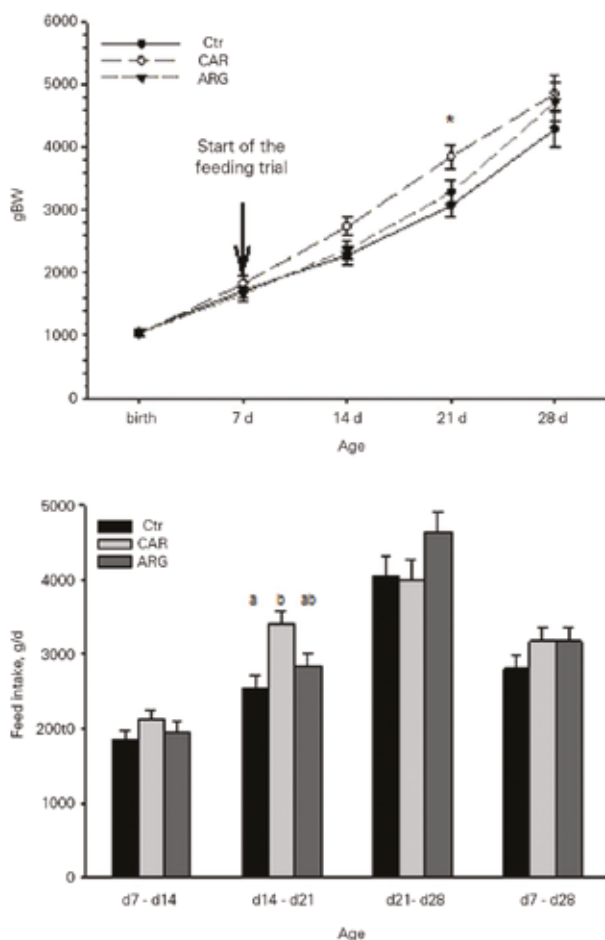 6000
Ctr
CAR
ARG
5000
4000
*
Start of the
feeding trial
gBW
3000
2000
1000
0
birth
7 d
14 d
21 d
28 d
Age
5000
Ctr
CAR
ARG
4000
a
b
ab
3000
Feed intake, g/d
200t0
1000
0
d7 - d14
d14 - d21
d21- d28
d7 - d28
Age